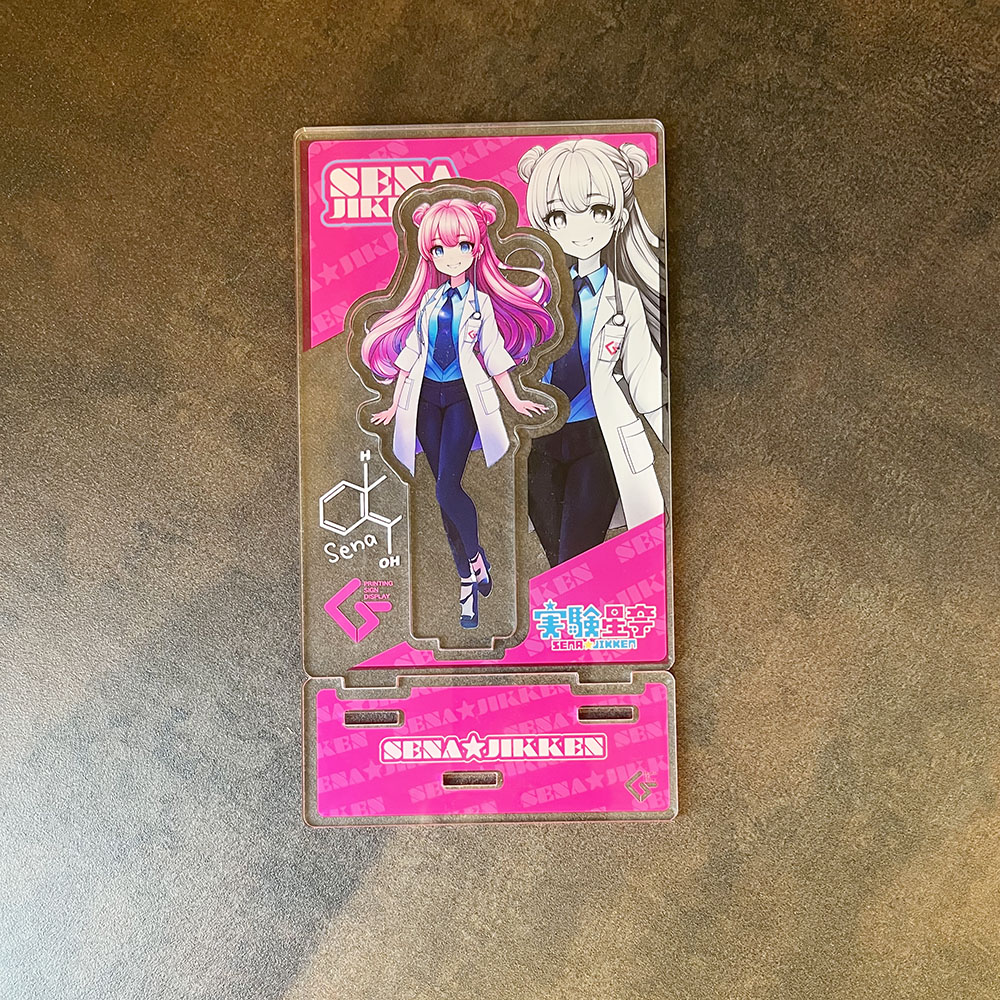 SENA
JIKKEN
H
Sena
OH
PRINTING
SIGN
DISPLAY
実験星奈
SENA★JIKKEN
SENA★JIKKEN